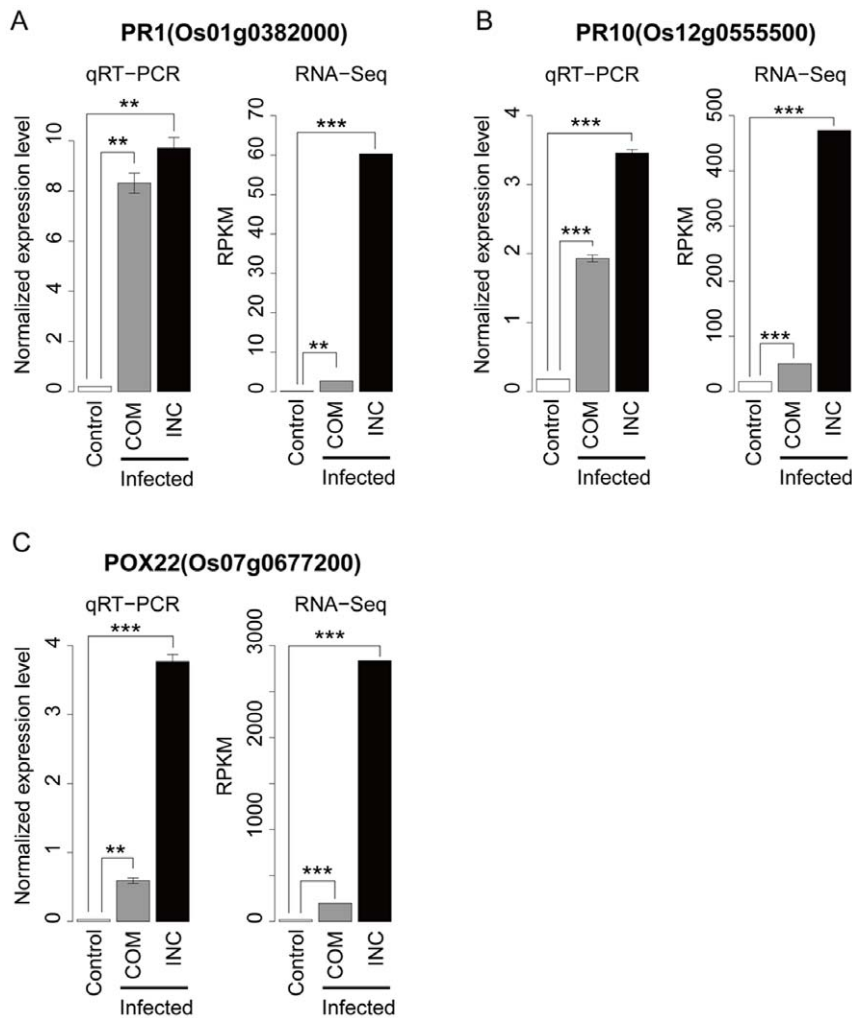 A
PR1(Os01g0382000)
qRT−PCR
RNA−Seq
Normalized expression level
0
2
4
6
8
10
**
**
Control
COM
INC
Infected
RPKM
0
10
20
30
40
50
60
70
***
**
Control
COM
INC
Infected
B
PR10(Os12g0555500)
qRT−PCR
RNA−Seq
Normalized expression level
0
1
2
3
4
***
***
Control
COM
INC
Infected
RPKM
0
100
200
300
400
500
***
***
Control
COM
INC
Infected
C
POX22(Os07g0677200)
qRT−PCR
RNA−Seq
Normalized expression level
0
1
2
3
4
***
**
Control
COM
INC
Infected
RPKM
0
1000
2000
3000
***
***
Control
COM
INC
Infected